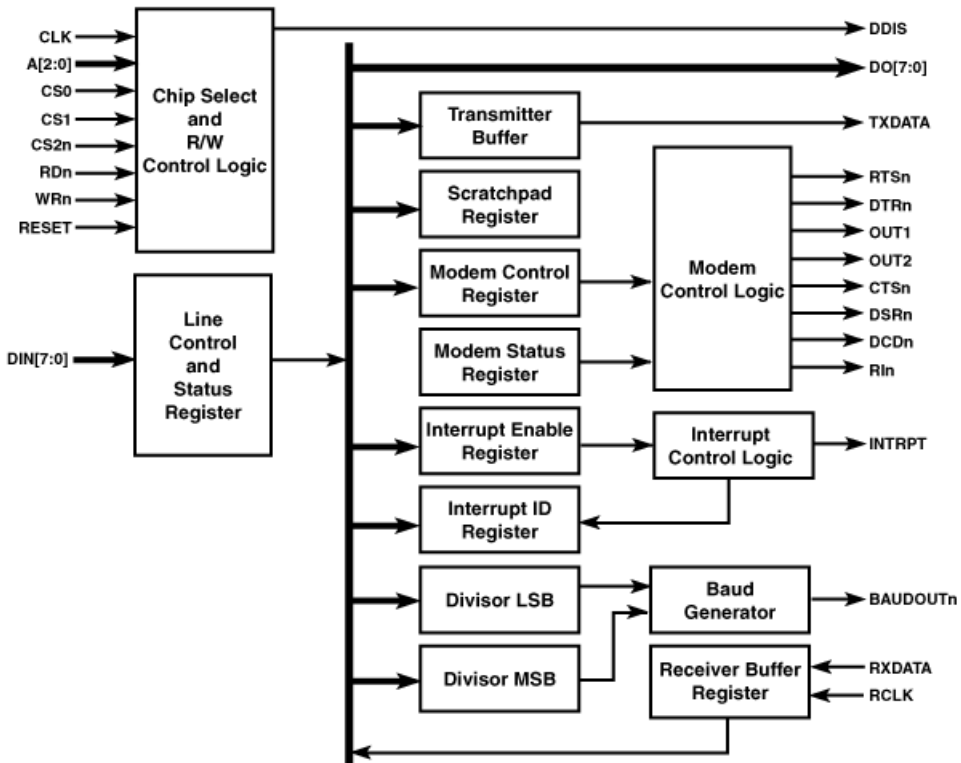 CLK
A[2:0]
CS0
CS1
CS2n
RDn
WRn
RESET
Chip Select
and
R/W
Control Logic
DDIS
DO[7:0]
Transmitter
Buffer
TXDATA
Scratchpad
Register
Modem Control
Register
Modem Status
Register
Modem
Control Logic
RTSn
DTRn
OUT1
OUT2
CTSn
DSRn
DCDn
RIn
DIN[7:0]
Line
Control
and
Status
Register
Interrupt Enable
Register
Interrupt
Control Logic
INTRPT
Interrupt ID
Register
Divisor LSB
Baud
Generator
BAUDOUTn
Divisor MSB
Receiver Buffer
Register
RXDATA
RCLK